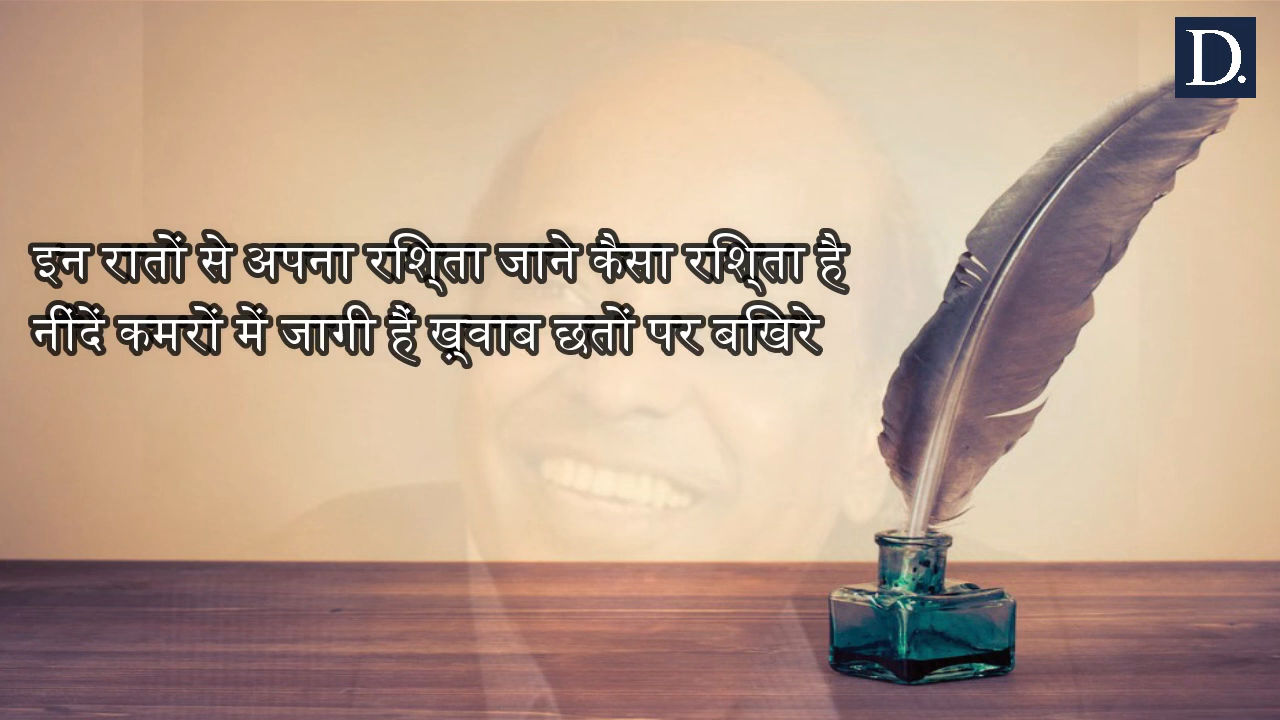 D.
इन रातों से अपना रिश्ता जाने कैसा रिश्ता है
नींदें कमरों में जागी हैं ख़्वाब छतों पर बिखरे